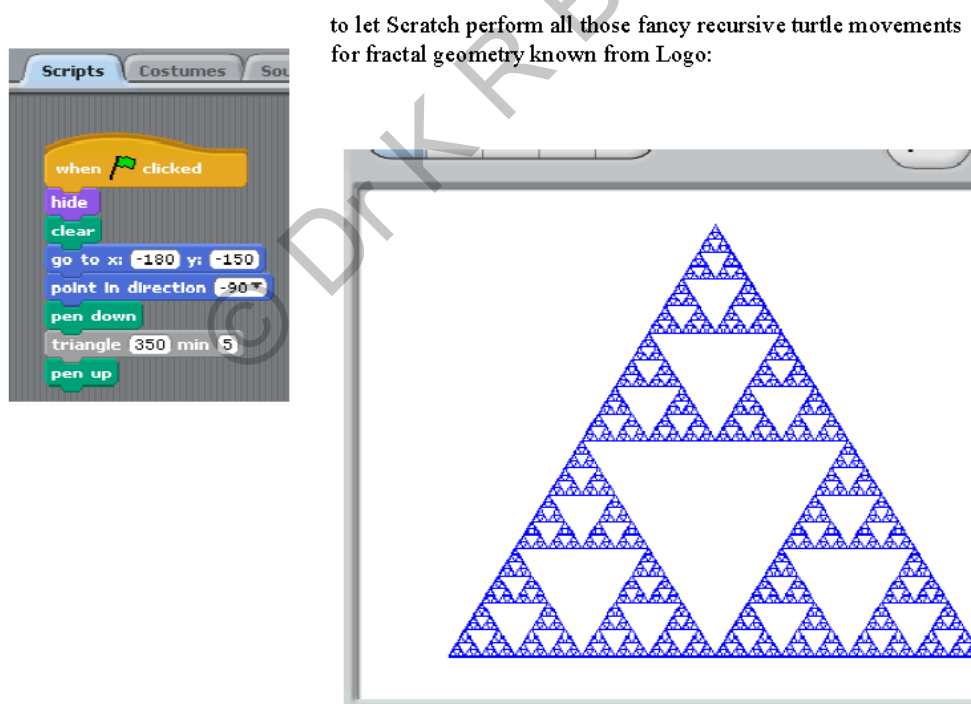 to let Scratch perform all those fancy recursive turtle movements
for fractal geometry known from Logo:
Scripts Costumes Sou
when clicked
hide
clear
go to x: -180 y: -150
point in direction -90
pen down
triangle 350 min 5
pen up
© Dr K R B